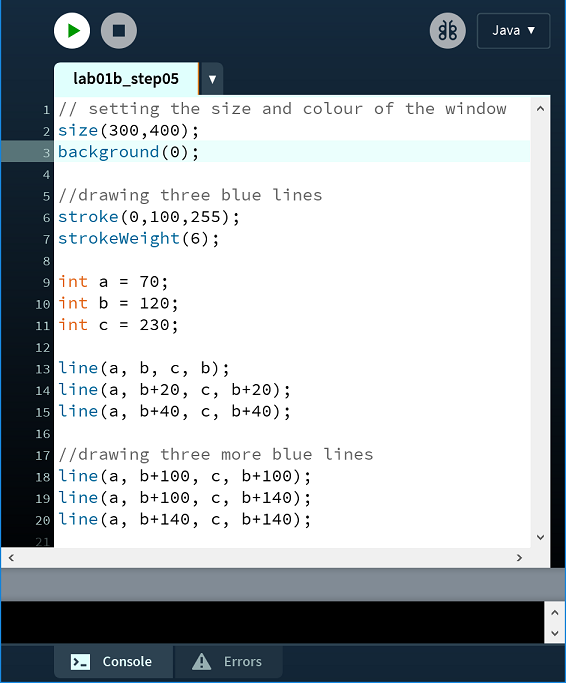 Java ▼
lab01b_step05 ▼
1 // setting the size and colour of the window
2 size(300,400);
3 background(0);
4
5 //drawing three blue lines
6 stroke(0,100,255);
7 strokeWeight(6);
8
9 int a = 70;
10 int b = 120;
11 int c = 230;
12
13 line(a, b, c, b);
14 line(a, b+20, c, b+20);
15 line(a, b+40, c, b+40);
16
17 //drawing three more blue lines
18 line(a, b+100, c, b+100);
19 line(a, b+100, c, b+140);
20 line(a, b+140, c, b+140);
21
Console Errors